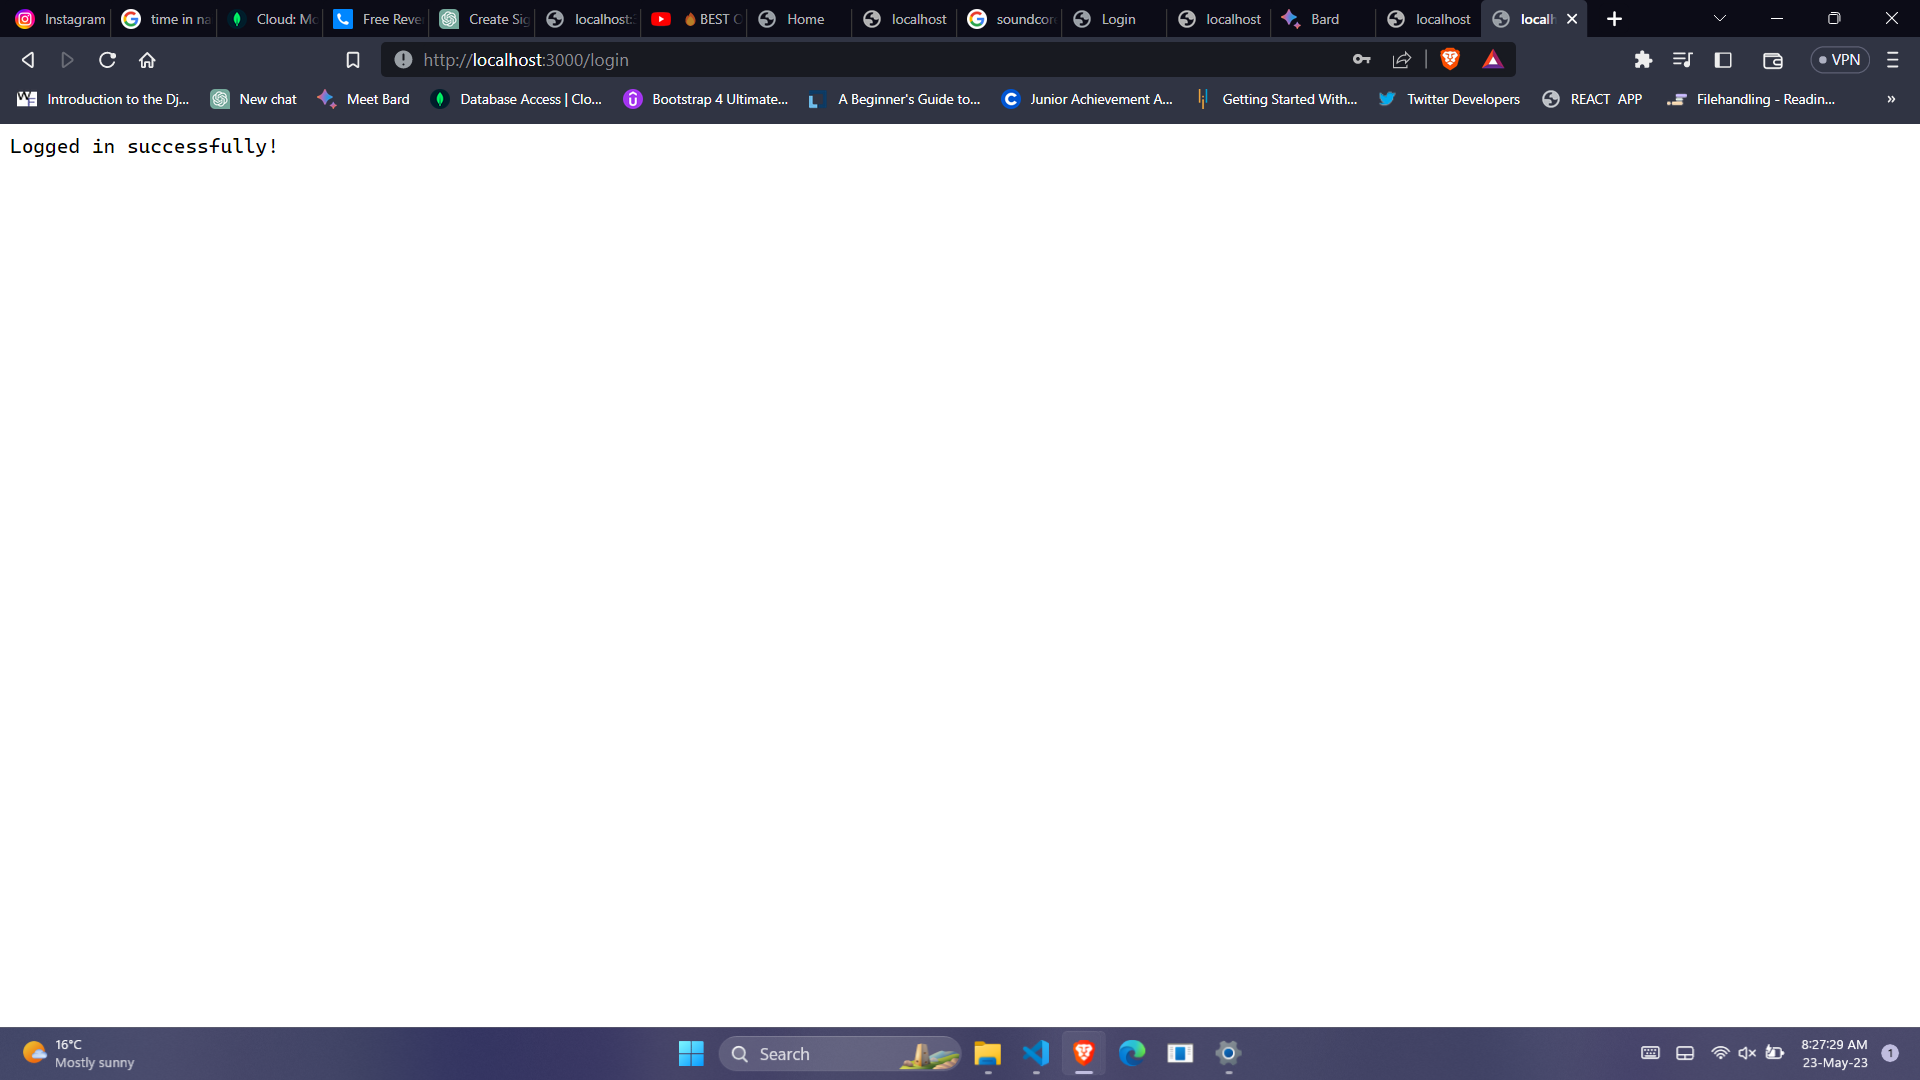 Instagram
time in na
Cloud: Mo
Free Reve
Create Sig
localhost:3
BEST C
Home
localhost
soundcore
Login
localhost
Bard
localhost
localh
http://localhost:3000/login
VPN
Introduction to the Dj...
New chat
Meet Bard
Database Access | Clo...
Bootstrap 4 Ultimate...
A Beginner's Guide to...
Junior Achievement A...
Getting Started With...
Twitter Developers
REACT APP
Filehandling - Readin...
»
Logged in successfully!
16°C
Mostly sunny
Search
8:27:29 AM
23-May-23
1